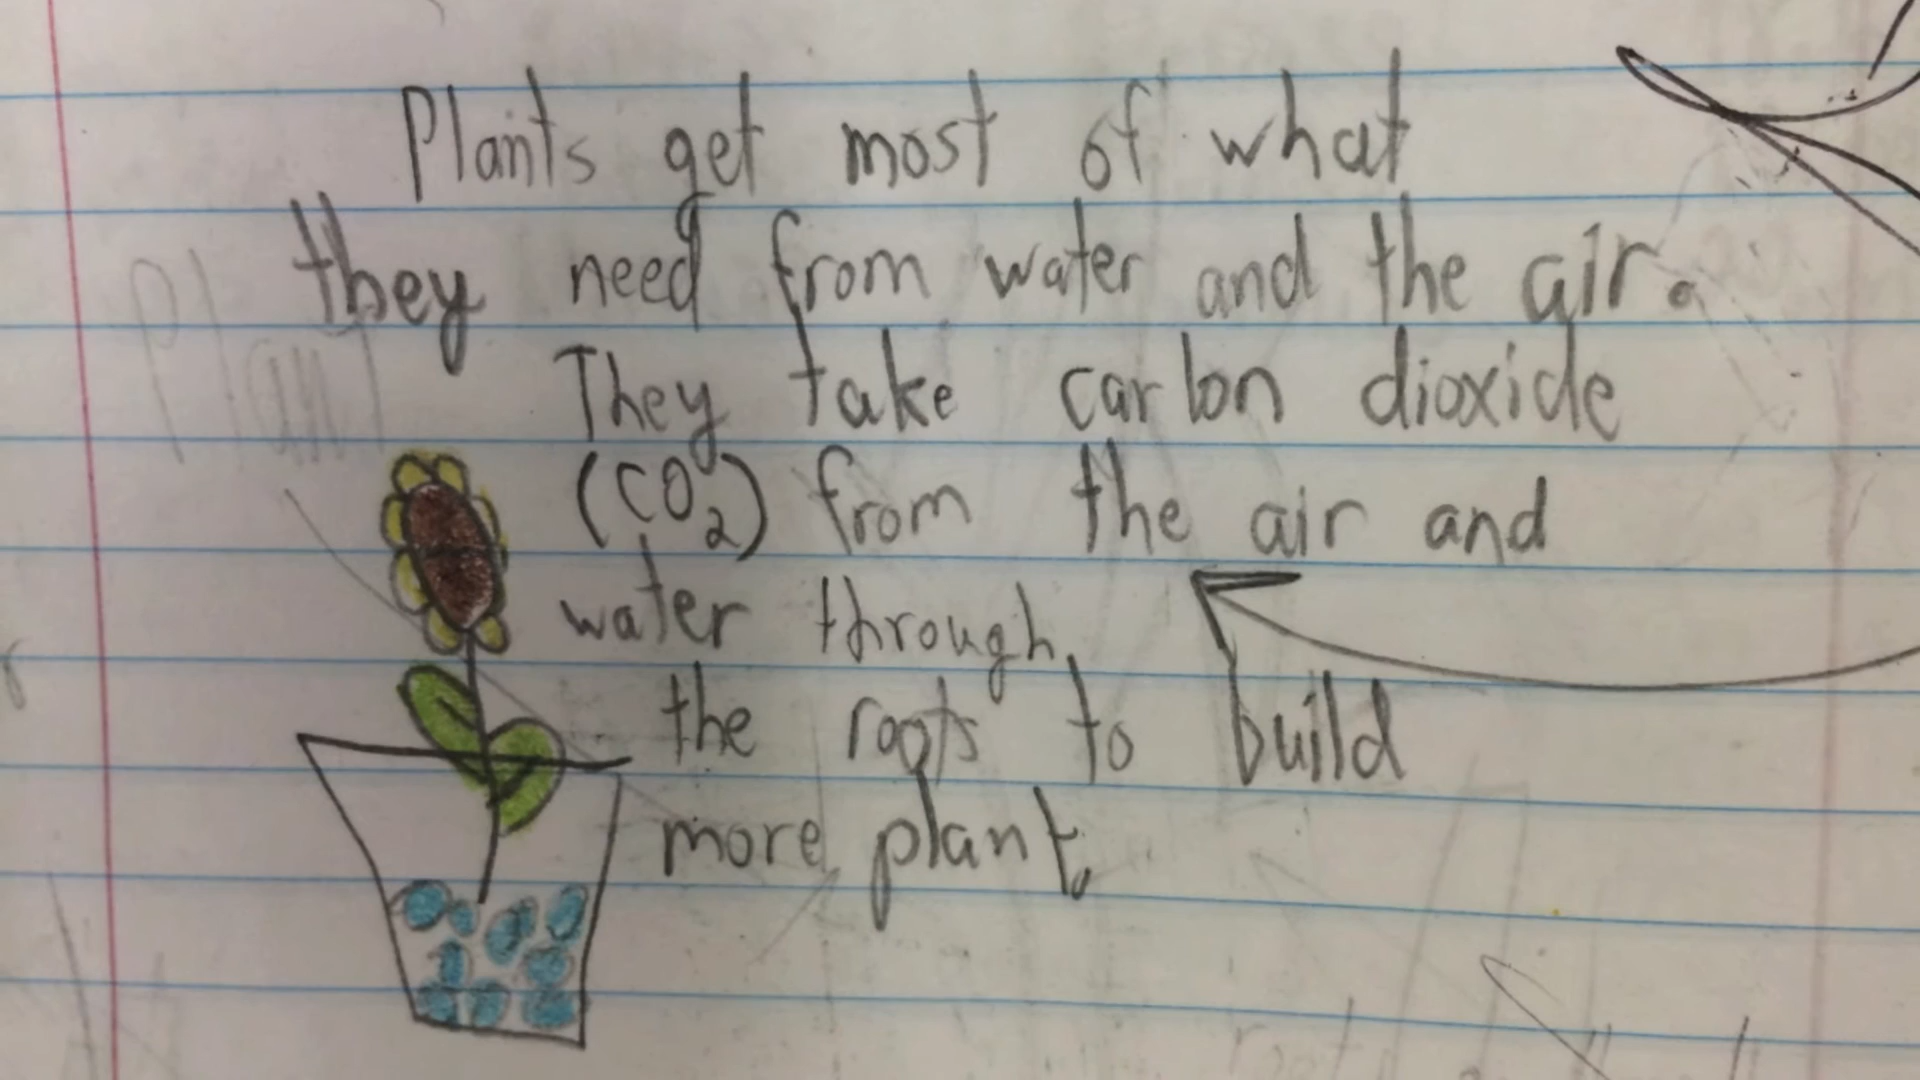 Plants get most of what
they need from water and the air.
They take carbon dioxide
(CO₂) from the air and
water through
the roots to build
more plant.
Plant